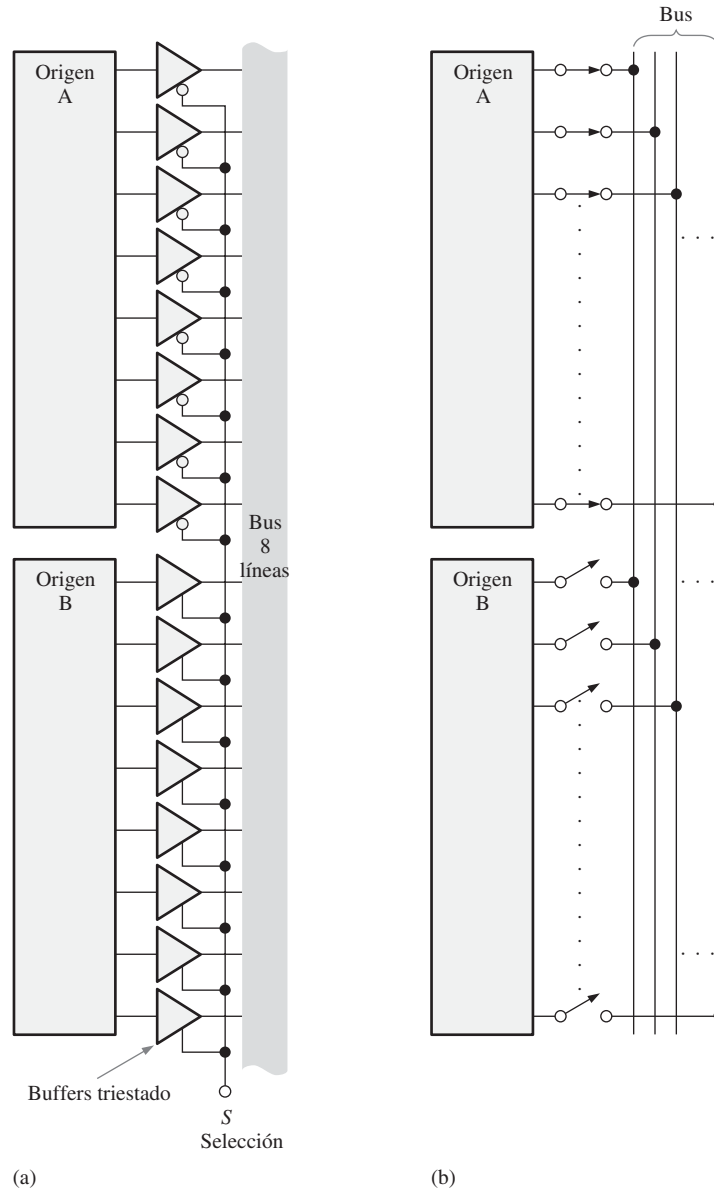 Bus
Origen
A
Origen
A
Bus
8
líneas
Origen
B
Origen
B
Buffers triestado
S
Selección
(a)
(b)